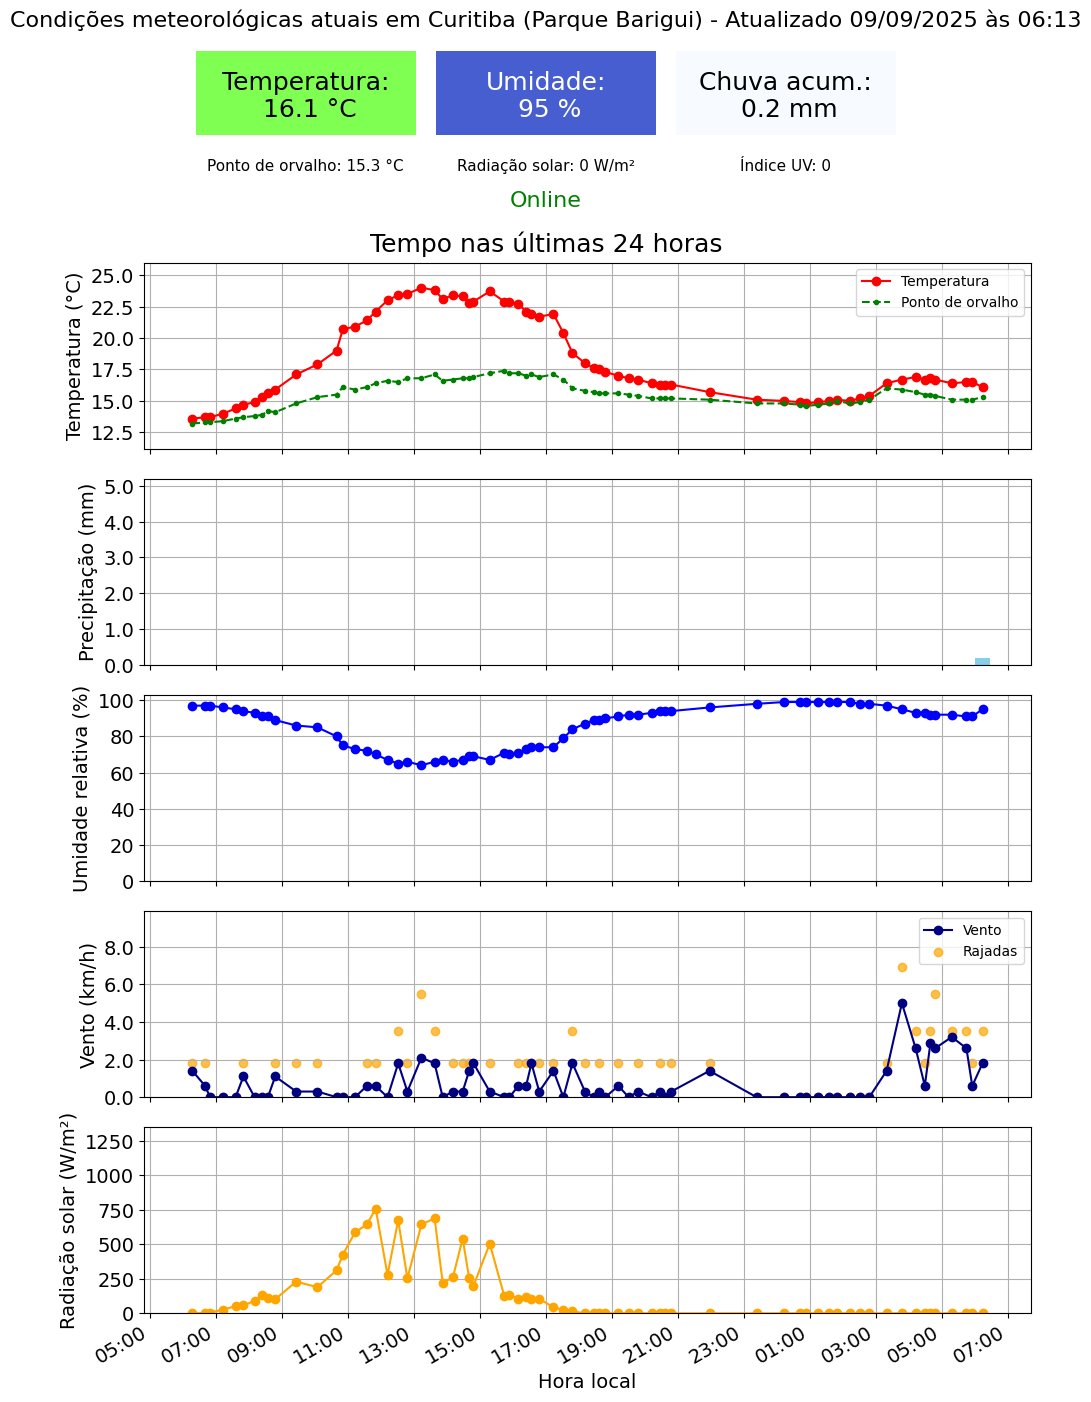 Condições meteorológicas atuais em Curitiba (Parque Barigui) - Atualizado 09/09/2025 às 06:13
Temperatura:
16.1 °C
Umidade:
95 %
Chuva acum.:
0.2 mm
Ponto de orvalho: 15.3 °C
Radiação solar: 0 W/m²
Índice UV: 0
Online
Tempo nas últimas 24 horas
Temperatura (°C)
25.0
22.5
20.0
17.5
15.0
12.5
Temperatura
Ponto de orvalho
Precipitação (mm)
5.0
4.0
3.0
2.0
1.0
0.0
Umidade relativa (%)
100
80
60
40
20
0
Vento (km/h)
8.0
6.0
4.0
2.0
0.0
Vento
Rajadas
Radiação solar (W/m²)
1250
1000
750
500
250
0
05:00
07:00
09:00
11:00
13:00
15:00
17:00
19:00
21:00
23:00
01:00
03:00
05:00
07:00
Hora local